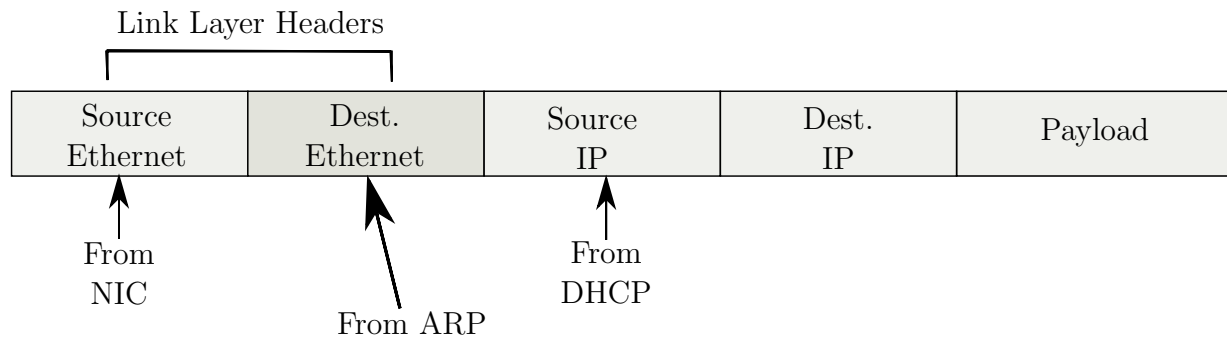 Link Layer Headers
Source
Ethernet
Dest.
Ethernet
Source
IP
Dest.
IP
Payload
From
NIC
From ARP
From
DHCP